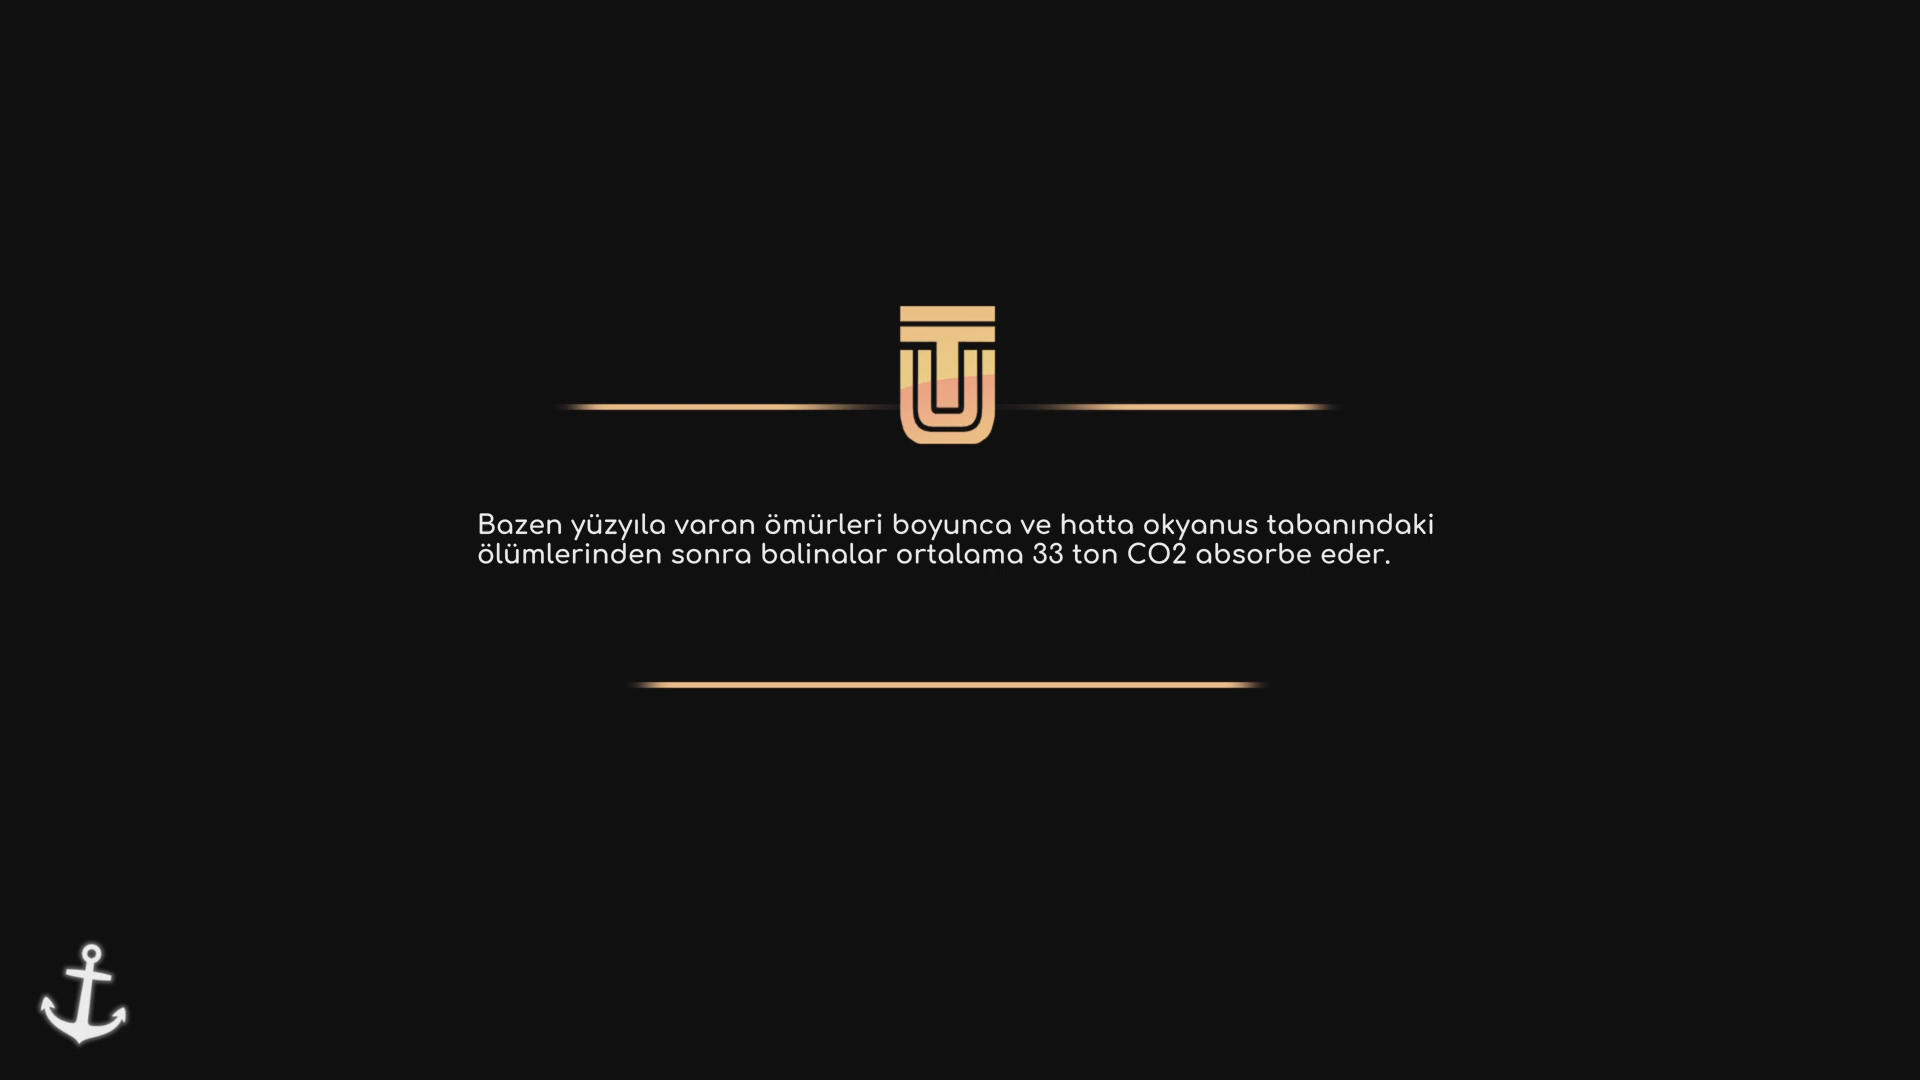 Bazen yüzyıla varan ömürleri boyunca ve hatta okyanus tabanındaki
ölümlerinden sonra balinalar ortalama 33 ton CO2 absorbe eder.